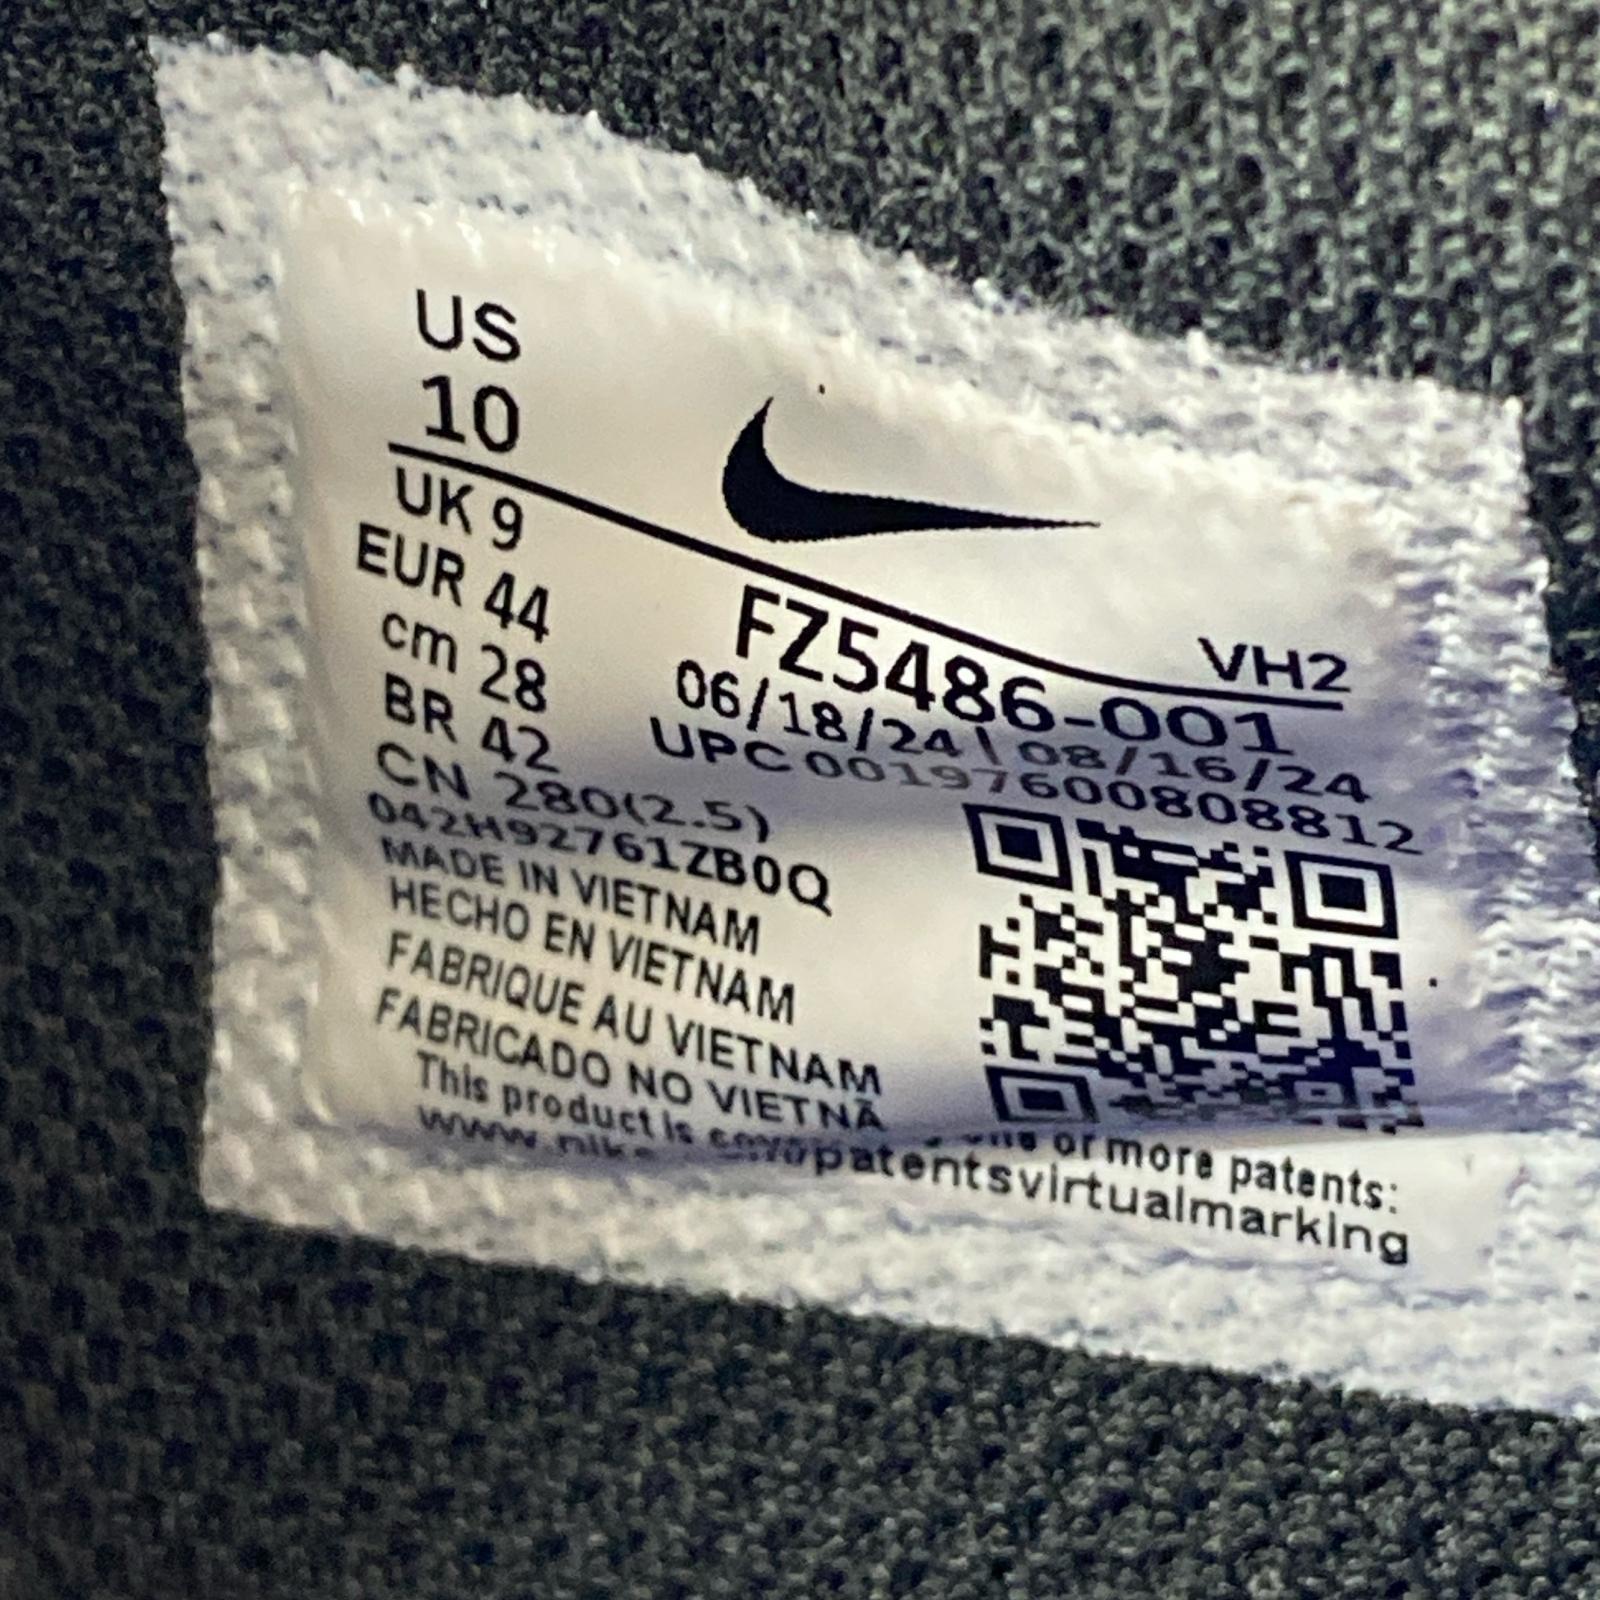 US
10
UK 9
EUR 44
cm 28
BR 42
CN 280(2.5)
VH2
FZ5486-001
06/18/24 | 08/16/24
UPC 00197600808812
042H92761ZB0Q
MADE IN VIETNAM
HECHO EN VIETNAM
FABRIQUE AU VIETNAM
FABRICADO NO VIETNÃ
This product is or more patents:
patentsvirtualmarking